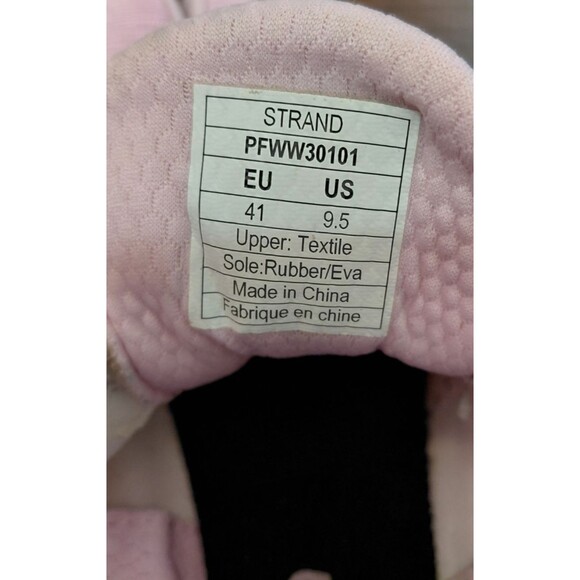 STRAND
PFWW30101
EU US
41 9.5
Upper: Textile
Sole:Rubber/Eva
Made in China
Fabrique en chine